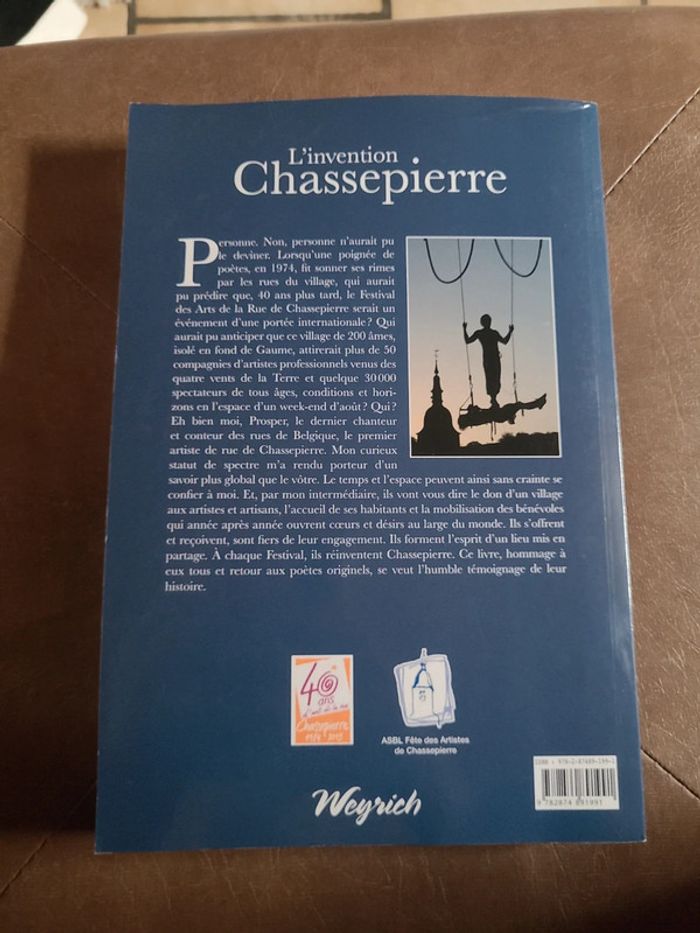 L'invention
Chassepierre
Personne. Non, personne n'aurait pu
le deviner. Lorsqu'une poignée de
poètes, en 1974, fit sonner ses rimes
par les rues du village, qui aurait
pu prédire que, 40 ans plus tard, le Festival
des Arts de la Rue de Chassepierre serait un
événement d'une portée internationale ? Qui
aurait pu anticiper que ce village de 200 âmes,
isolé en fond de Gaume, attirerait plus de 50
compagnies d'artistes professionnels venus des
quatre vents de la Terre et quelque 30 000
spectateurs de tous âges, conditions et hori-
zons en l'espace d'un week-end d'août ? Qui ?
Eh bien moi, Prosper, le dernier chanteur
et conteur des rues de Belgique, le premier
artiste de rue de Chassepierre. Mon curieux
statut de spectre m'a rendu porteur d'un
savoir plus global que le vôtre. Le temps et l'espace peuvent ainsi sans crainte se
confier à moi. Et, par mon intermédiaire, ils vont vous dire le don d'un village
aux artistes et artisans, l'accueil de ses habitants et la mobilisation des bénévoles
qui année après année ouvrent cœurs et désirs au large du monde. Ils s'offrent
et reçoivent, sont fiers de leur engagement. Ils forment l'esprit d'un lieu mis en
partage. À chaque Festival, ils réinventent Chassepierre. Ce livre, hommage à
eux tous et retour aux poètes originels, se veut l'humble témoignage de leur
histoire.
40
ans
Chassepierre
ASBL Fête des Artistes
de Chassepierre
Weyrich
ISBN : 978-2-87489-199-1
9 782874 891991